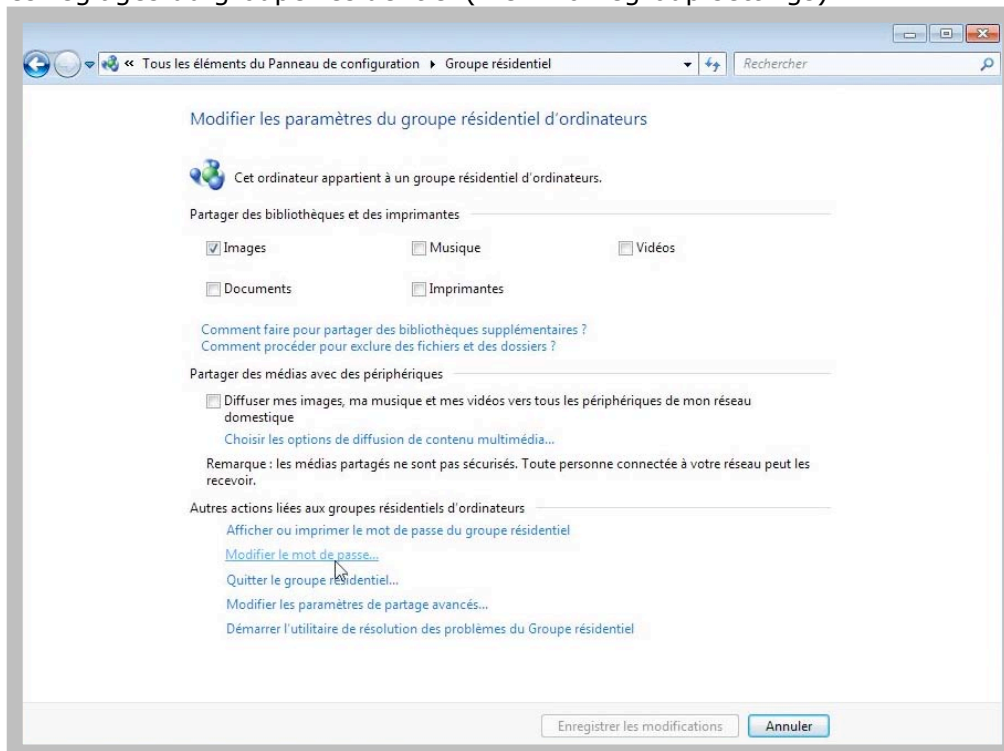 « Tous les éléments du Panneau de configuration ▸ Groupe résidentiel
Rechercher
Modifier les paramètres du groupe résidentiel d'ordinateurs
Cet ordinateur appartient à un groupe résidentiel d'ordinateurs.
Partager des bibliothèques et des imprimantes
Images Musique Vidéos
Documents Imprimantes
Comment faire pour partager des bibliothèques supplémentaires ?
Comment procéder pour exclure des fichiers et des dossiers ?
Partager des médias avec des périphériques
Diffuser mes images, ma musique et mes vidéos vers tous les périphériques de mon réseau
domestique
Choisir les options de diffusion de contenu multimédia...
Remarque : les médias partagés ne sont pas sécurisés. Toute personne connectée à votre réseau peut les
recevoir.
Autres actions liées aux groupes résidentiels d'ordinateurs
Afficher ou imprimer le mot de passe du groupe résidentiel
Modifier le mot de passe...
Quitter le groupe résidentiel...
Modifier les paramètres de partage avancés...
Démarrer l'utilitaire de résolution des problèmes du Groupe résidentiel
Enregistrer les modifications Annuler